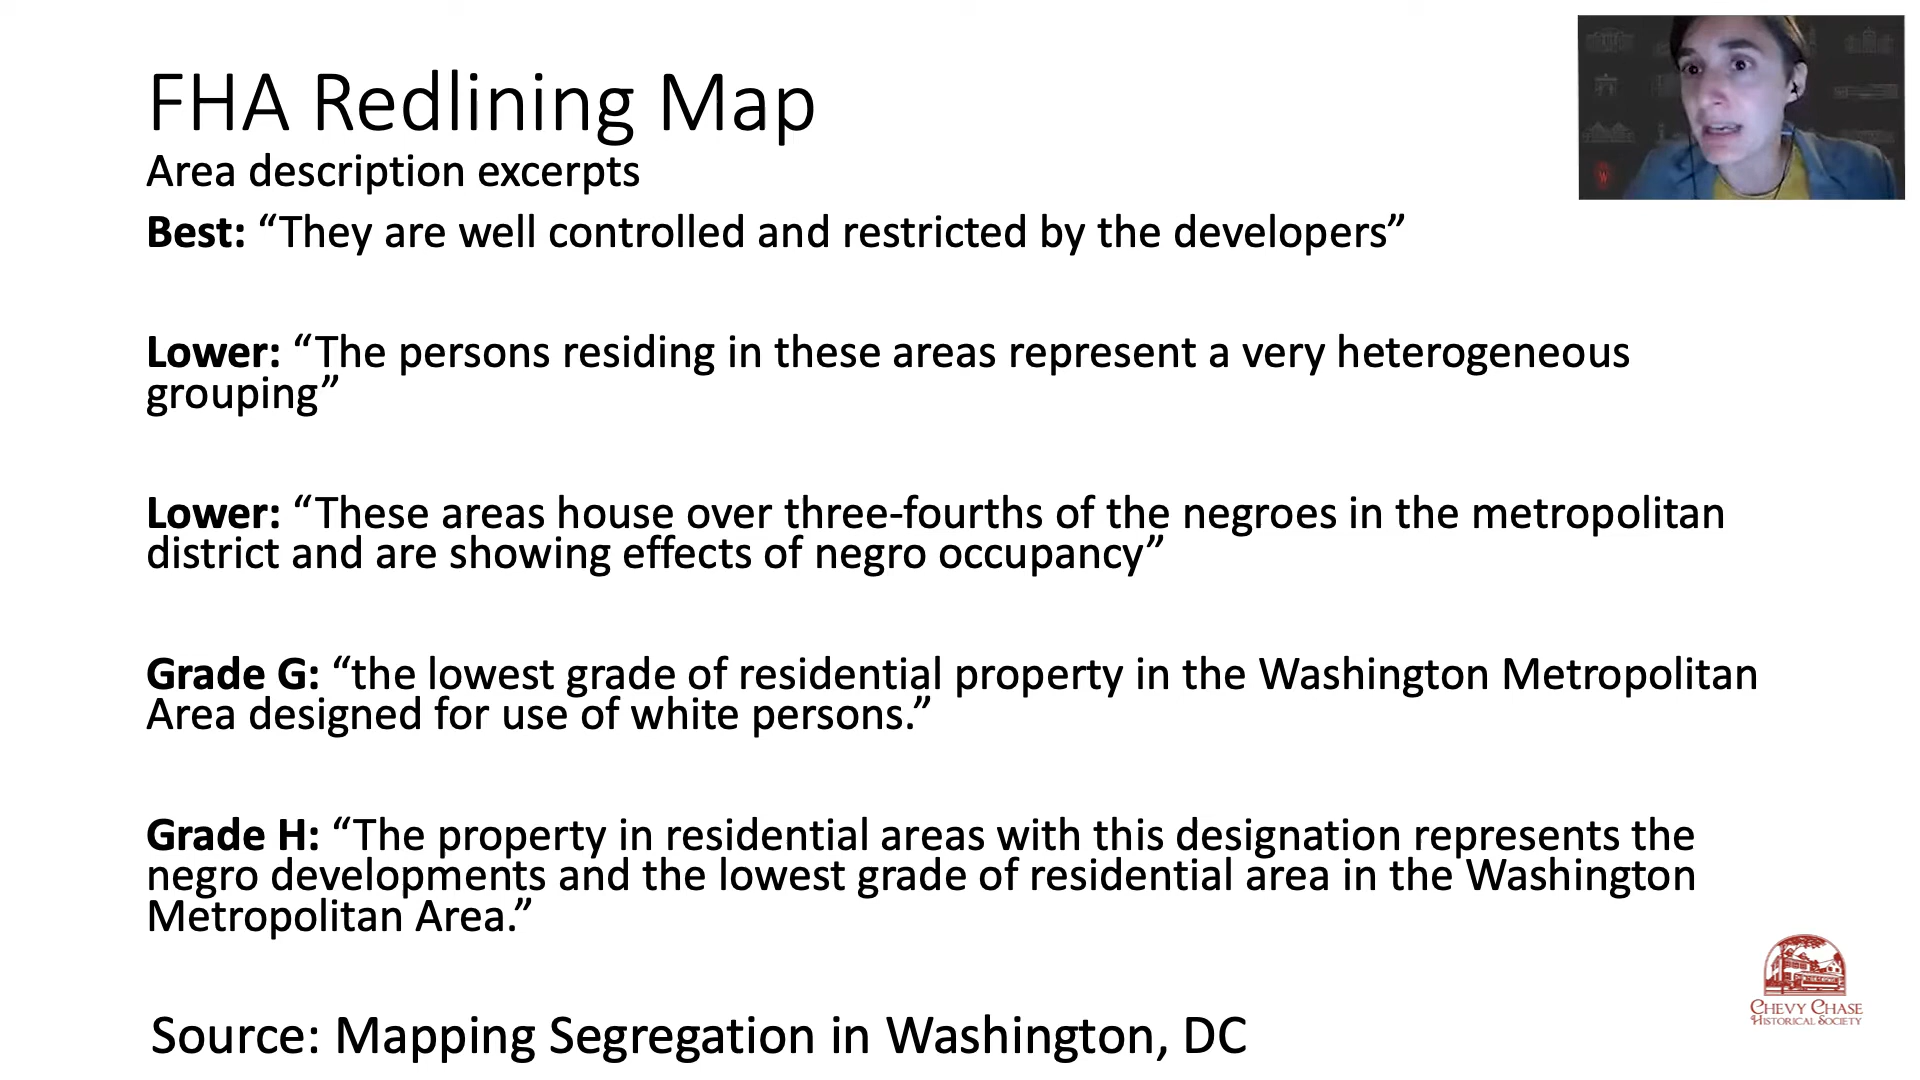 FHA Redlining Map
Area description excerpts
Best: “They are well controlled and restricted by the developers”
Lower: “The persons residing in these areas represent a very heterogeneous
grouping”
Lower: “These areas house over three-fourths of the negroes in the metropolitan
district and are showing effects of negro occupancy”
Grade G: “the lowest grade of residential property in the Washington Metropolitan
Area designed for use of white persons.”
Grade H: “The property in residential areas with this designation represents the
negro developments and the lowest grade of residential area in the Washington
Metropolitan Area.”
Source: Mapping Segregation in Washington, DC
W
CHEVY CHASE
HISTORICAL SOCIETY